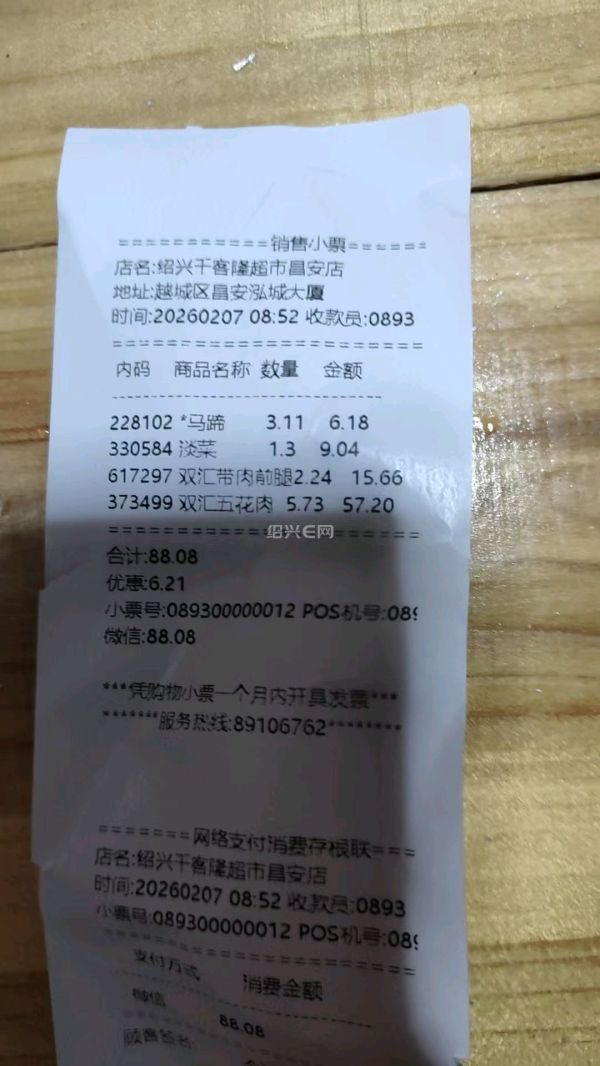 ===========销售小票======
店名:绍兴千客隆超市昌安店
地址:越城区昌安泓城大厦
时间:20260207 08:52 收款员:0893
========================
内码 商品名称 数量 金额
------------------------------
228102 *马蹄 3.11 6.18
330584 淡菜 1.3 9.04
617297 双汇带肉前腿2.24 15.66
373499 双汇五花肉 5.73 57.20
========================
绍兴E网
合计:88.08
优惠:6.21
小票号:089300000012 POS机号:089
微信:88.08
***凭购物小票一个月内开具发票***
*******服务热线:89106762********
=======网络支付消费存根联====
店名:绍兴千客隆超市昌安店
时间:20260207 08:52 收款员:0893
小票号:089300000012 POS机号:089
========================
支付方式 消费金额
------------------------------
微信 88.08
顾客签名: